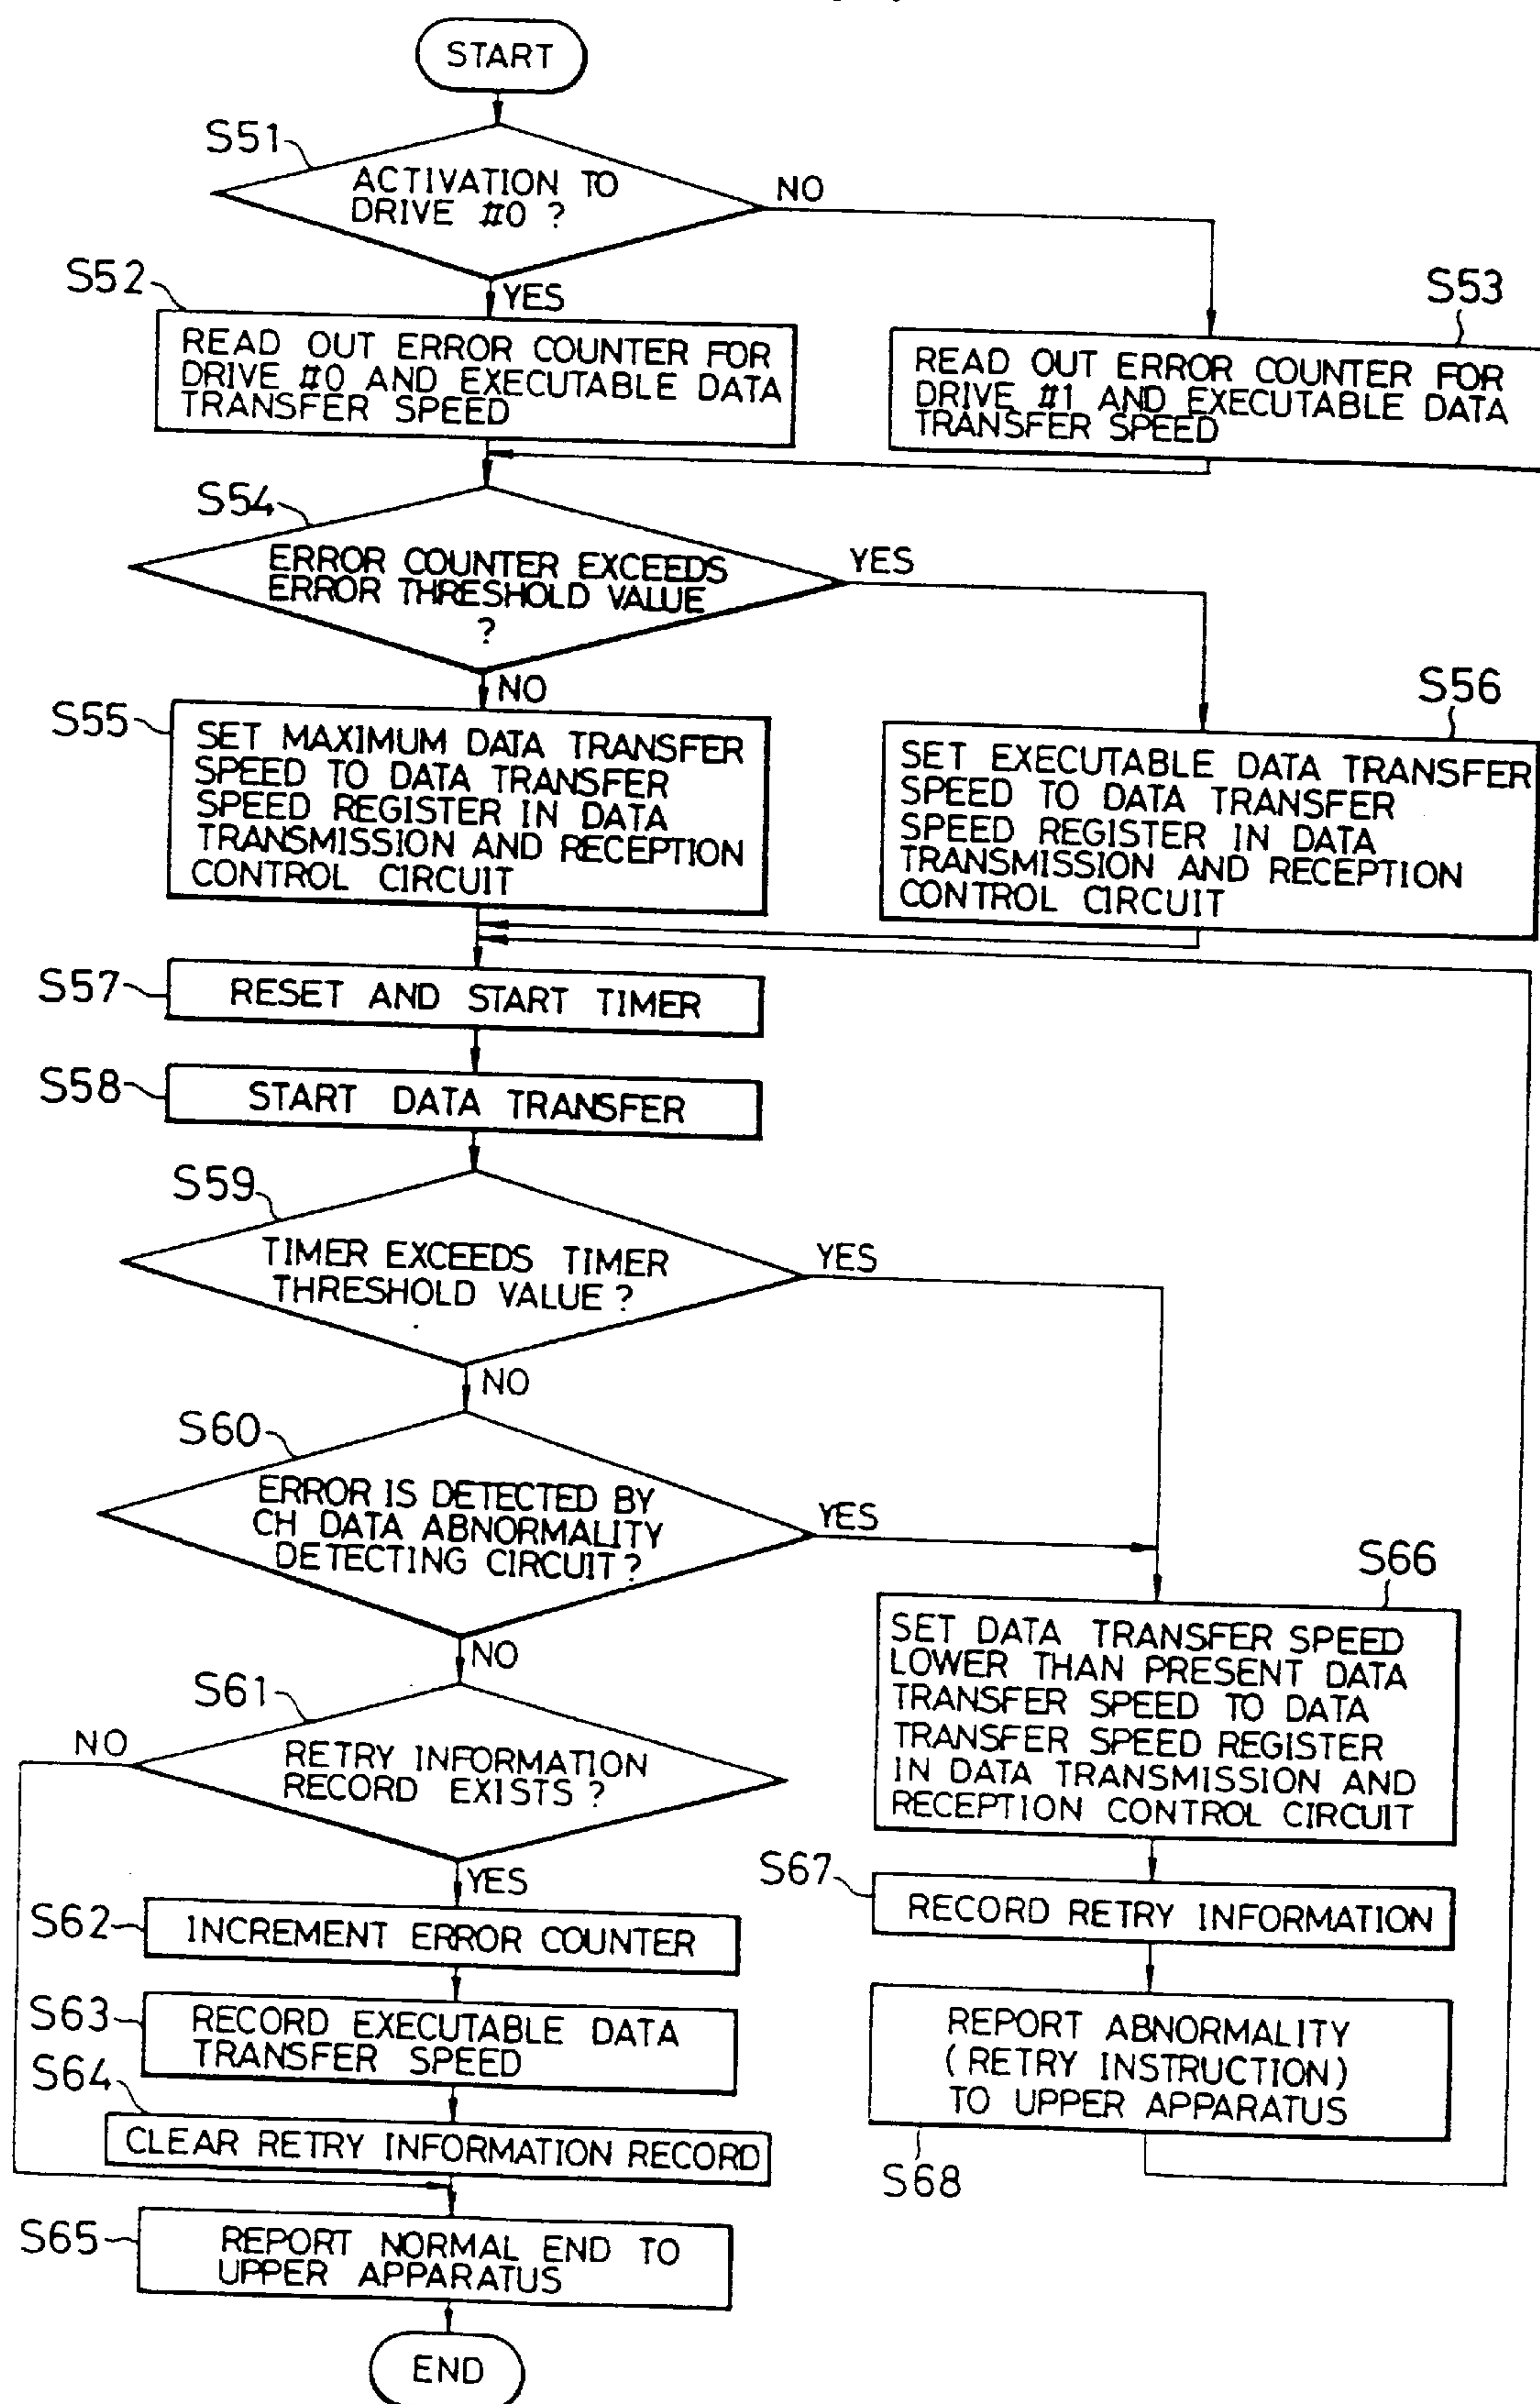 START
S51
ACTIVATION TO
DRIVE #0 ?
NO
YES
S52
READ OUT ERROR COUNTER FOR
DRIVE #0 AND EXECUTABLE DATA
TRANSFER SPEED
S53
READ OUT ERROR COUNTER FOR
DRIVE #1 AND EXECUTABLE DATA
TRANSFER SPEED
S54
ERROR COUNTER EXCEEDS
ERROR THRESHOLD VALUE
?
YES
NO
S55
SET MAXIMUM DATA TRANSFER
SPEED TO DATA TRANSFER
SPEED REGISTER IN DATA
TRANSMISSION AND RECEPTION
CONTROL CIRCUIT
S56
SET EXECUTABLE DATA TRANSFER
SPEED TO DATA TRANSFER
SPEED REGISTER IN DATA
TRANSMISSION AND RECEPTION
CONTROL CIRCUIT
S57
RESET AND START TIMER
S58
START DATA TRANSFER
S59
TIMER EXCEEDS TIMER
THRESHOLD VALUE ?
YES
NO
S60
ERROR IS DETECTED BY
CH DATA ABNORMALITY
DETECTING CIRCUIT ?
YES
NO
S61
RETRY INFORMATION
RECORD EXISTS ?
NO
YES
S62
INCREMENT ERROR COUNTER
S63
RECORD EXECUTABLE DATA
TRANSFER SPEED
S64
CLEAR RETRY INFORMATION RECORD
S65
REPORT NORMAL END TO
UPPER APPARATUS
END
S66
SET DATA TRANSFER SPEED
LOWER THAN PRESENT DATA
TRANSFER SPEED TO DATA
TRANSFER SPEED REGISTER
IN DATA TRANSMISSION AND
RECEPTION CONTROL CIRCUIT
S67
RECORD RETRY INFORMATION
REPORT ABNORMALITY
(RETRY INSTRUCTION)
TO UPPER APPARATUS
S68